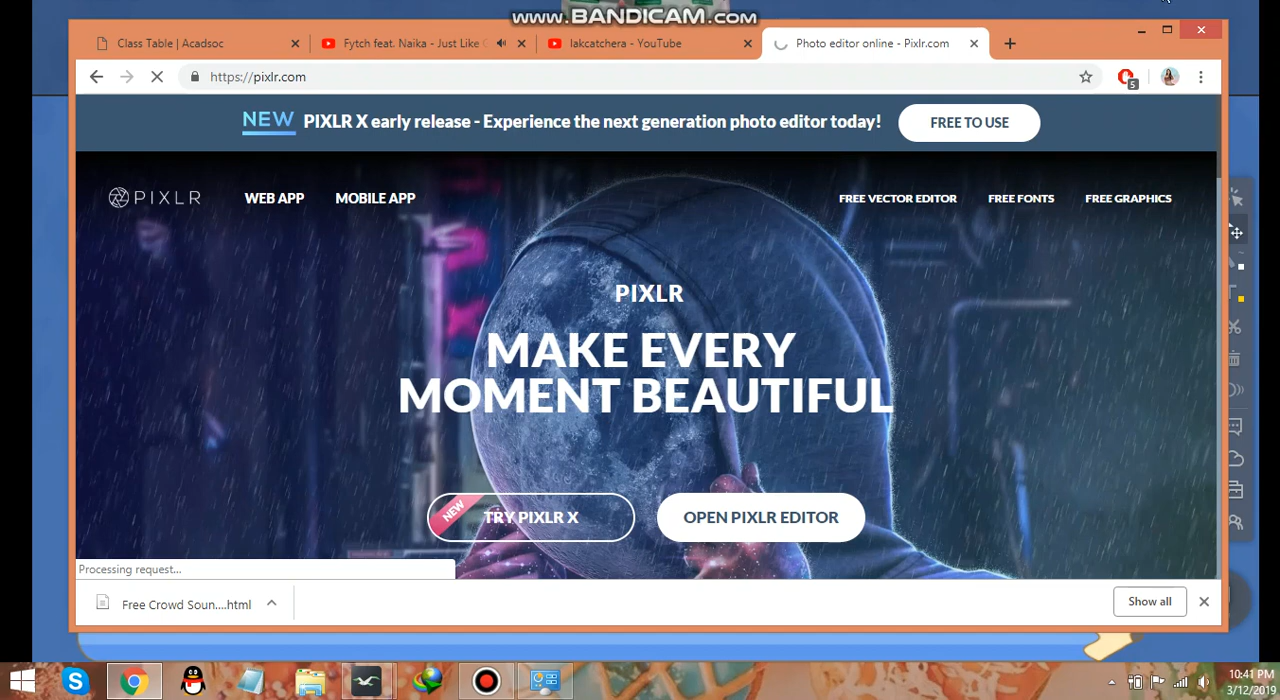 www.BANDICAM.com
Class Table | Acadsoc
Fytch feat. Naika - Just Like
lakcatchera - YouTube
Photo editor online - Pixlr.com
https://pixlr.com
5
NEW PIXLR X early release - Experience the next generation photo editor today!
FREE TO USE
PIXLR
WEB APP
MOBILE APP
FREE VECTOR EDITOR
FREE FONTS
FREE GRAPHICS
PIXLR
MAKE EVERY
MOMENT BEAUTIFUL
NEW
TRY PIXLR X
OPEN PIXLR EDITOR
Processing request...
Free Crowd Soun....html
Show all
10:41 PM
3/12/2019